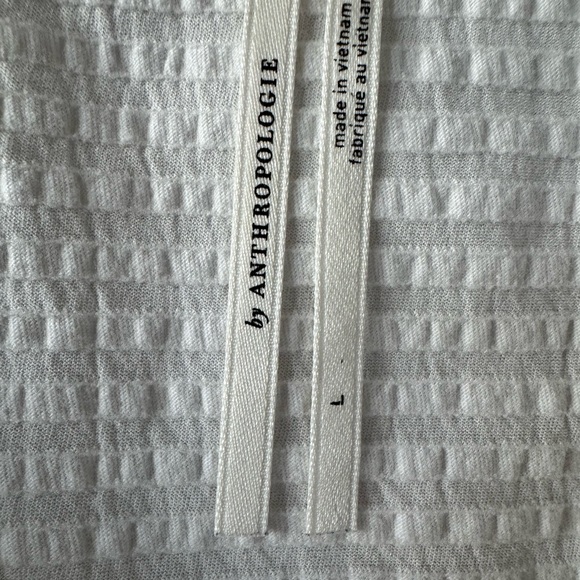 by ANTHROPOLOGIE
made in vietnam
fabriqué au vietnam
L